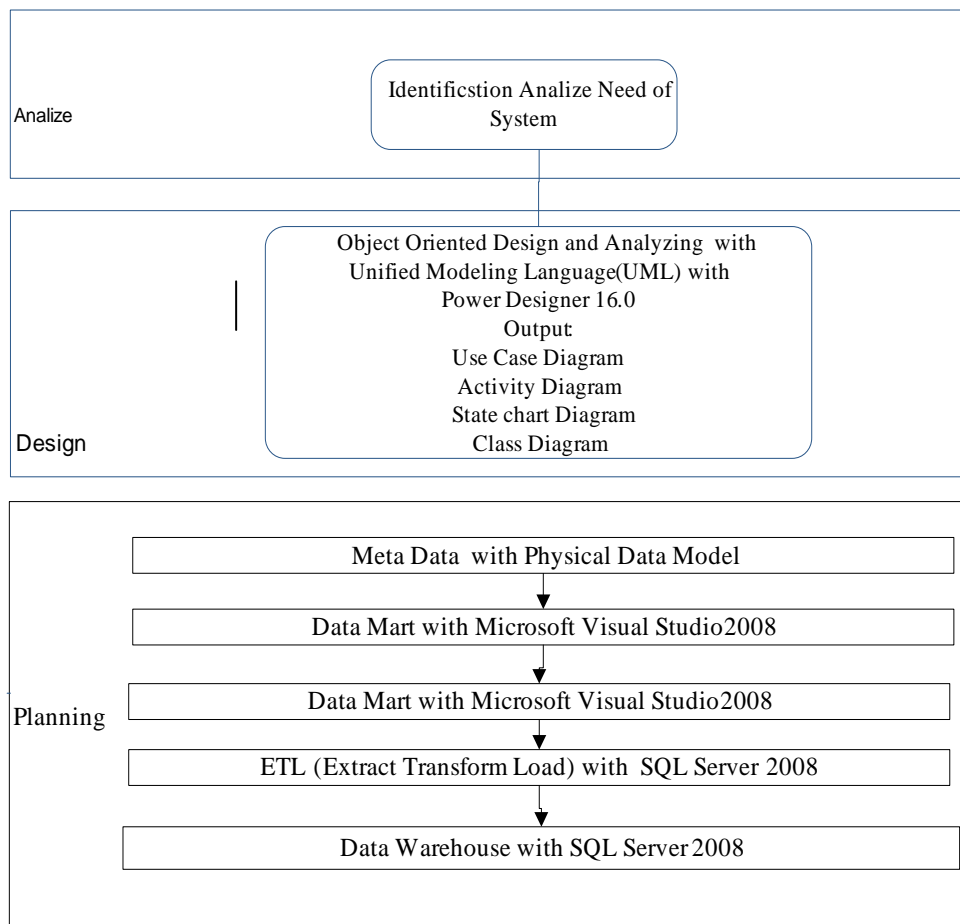 Analize
Identificstion Analize Need of
System
Object Oriented Design and Analyzing with
Unified Modeling Language(UML) with
Power Designer 16.0
Output:
Use Case Diagram
Activity Diagram
State chart Diagram
Class Diagram
Design
Meta Data with Physical Data Model
Data Mart with Microsoft Visual Studio2008
Data Mart with Microsoft Visual Studio2008
Planning
ETL (Extract Transform Load) with SQL Server 2008
Data Warehouse with SQL Server 2008